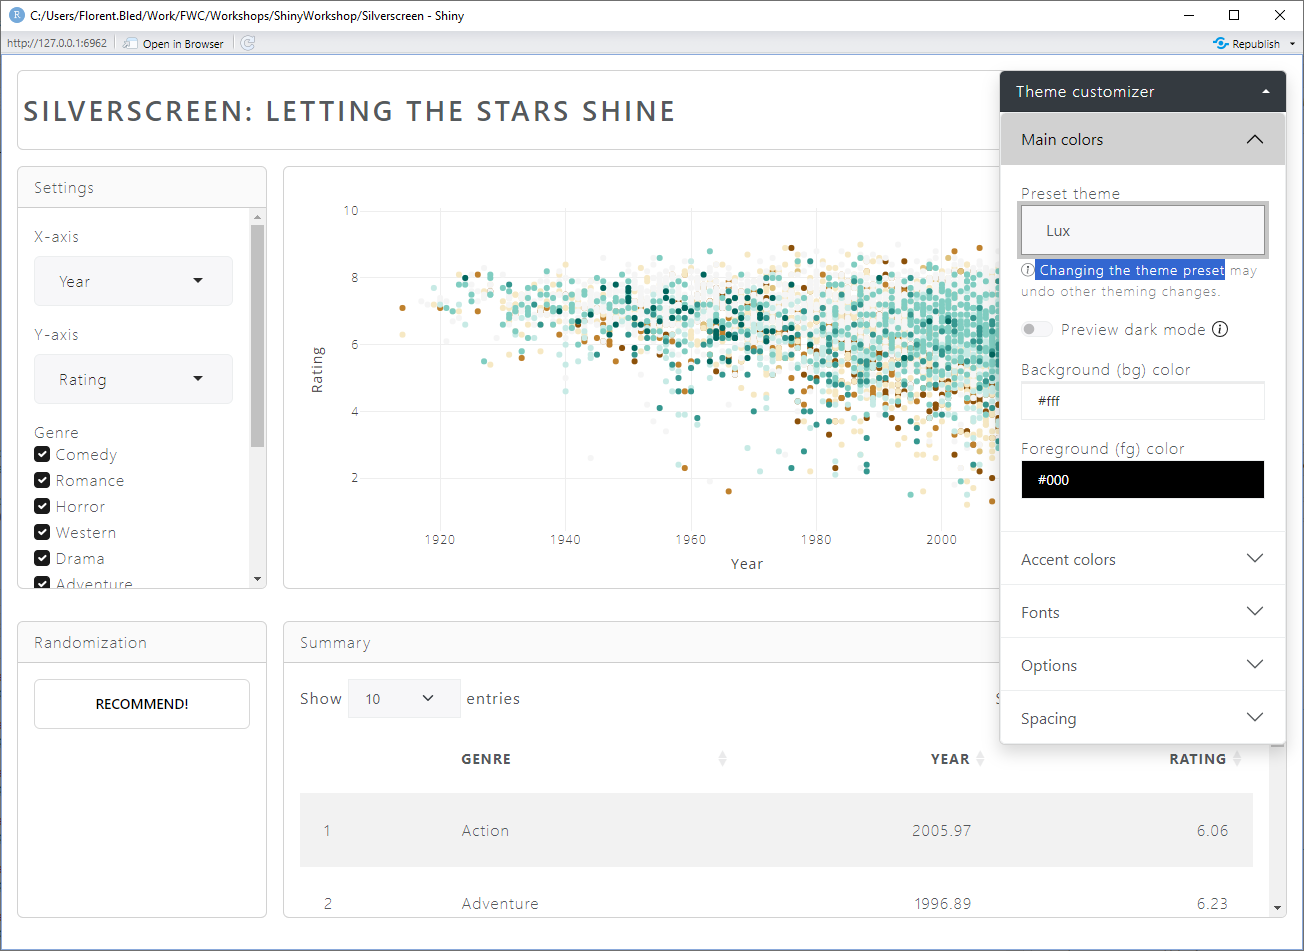 C:/Users/Florent.Bled/Work/FWC/Workshops/ShinyWorkshop/Silverscreen - Shiny
http://127.0.0.1:6962
Open in Browser
Republish
SILVERSCREEN: LETTING THE STARS SHINE
Settings
X-axis
Year
Y-axis
Rating
Genre
Comedy
Romance
Horror
Western
Drama
Adventure
10
8
6
4
2
Rating
1920 1940 1960 1980 2000
Year
Theme customizer
Main colors
Preset theme
Lux
Changing the theme preset may
undo other theming changes.
Preview dark mode
Background (bg) color
#fff
Foreground (fg) color
#000
Accent colors
Fonts
Options
Spacing
Randomization
RECOMMEND!
Summary
Show 10 entries
GENRE YEAR RATING
1 Action 2005.97 6.06
2 Adventure 1996.89 6.23